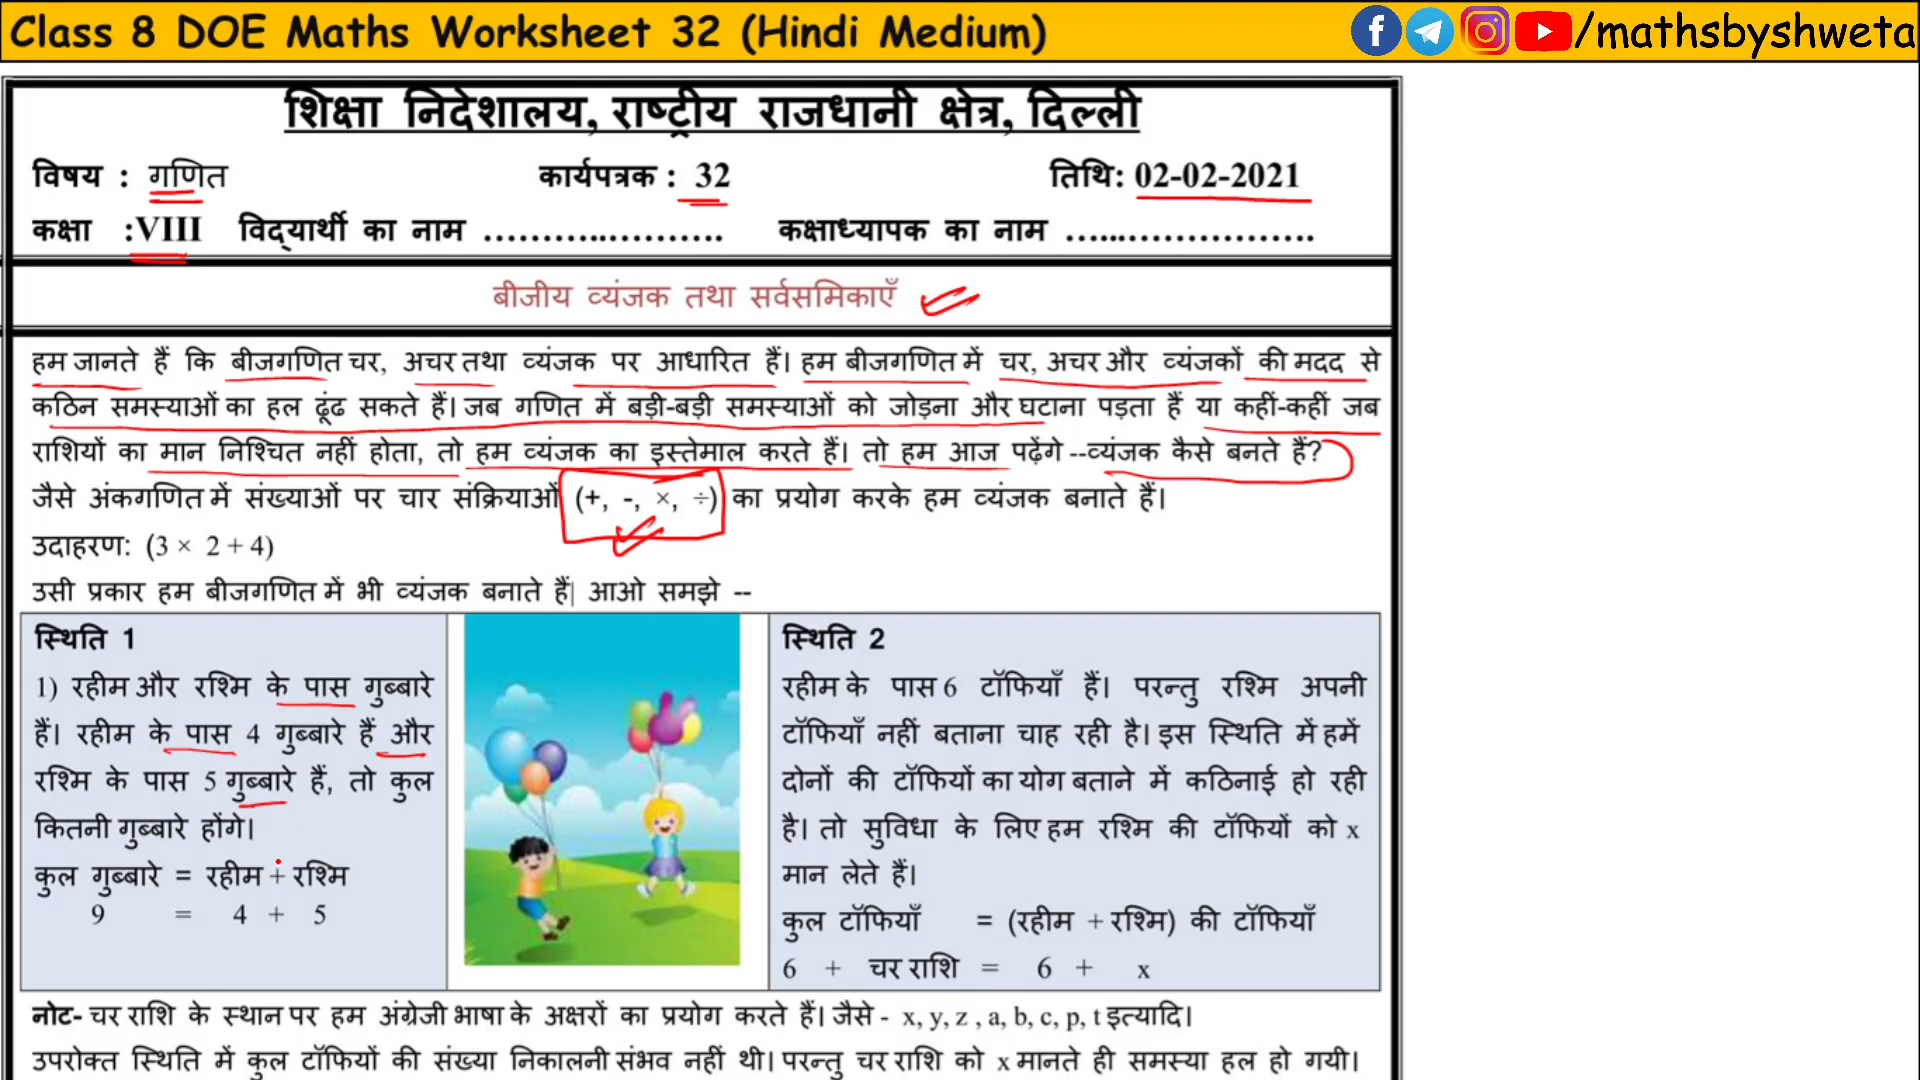 Class 8 DOE Maths Worksheet 32 (Hindi Medium)
/mathsbyshweta
शिक्षा निदेशालय, राष्ट्रीय राजधानी क्षेत्र, दिल्ली
विषय : गणित कार्यपत्रक : 32 तिथि: 02-02-2021
कक्षा :VIII विद्यार्थी का नाम ………..………. कक्षाध्यापक का नाम …...…………….
बीजीय व्यंजक तथा सर्वसमिकाएँ
हम जानते हैं कि बीजगणित चर, अचर तथा व्यंजक पर आधारित हैं। हम बीजगणित में चर, अचर और व्यंजकों की मदद से
कठिन समस्याओं का हल ढूंढ सकते हैं। जब गणित में बड़ी-बड़ी समस्याओं को जोड़ना और घटाना पड़ता हैं या कहीं-कहीं जब
राशियों का मान निश्चित नहीं होता, तो हम व्यंजक का इस्तेमाल करते हैं। तो हम आज पढ़ेंगे --व्यंजक कैसे बनते हैं?
जैसे अंकगणित में संख्याओं पर चार संक्रियाओं (+, -, ×, ÷) का प्रयोग करके हम व्यंजक बनाते हैं।
उदाहरण: (3 × 2 + 4)
उसी प्रकार हम बीजगणित में भी व्यंजक बनाते हैं| आओ समझे --
स्थिति 1
1) रहीम और रश्मि के पास गुब्बारे
हैं। रहीम के पास 4 गुब्बारे हैं और
रश्मि के पास 5 गुब्बारे हैं, तो कुल
कितनी गुब्बारे होंगे।
कुल गुब्बारे = रहीम + रश्मि
9 = 4 + 5
स्थिति 2
रहीम के पास 6 टॉफियाँ हैं। परन्तु रश्मि अपनी
टॉफियाँ नहीं बताना चाह रही है। इस स्थिति में हमें
दोनों की टॉफियों का योग बताने में कठिनाई हो रही
है। तो सुविधा के लिए हम रश्मि की टॉफियों को x
मान लेते हैं।
कुल टॉफियाँ = (रहीम + रश्मि) की टॉफियाँ
6 + चर राशि = 6 + x
नोट- चर राशि के स्थान पर हम अंग्रेजी भाषा के अक्षरों का प्रयोग करते हैं। जैसे - x, y, z , a, b, c, p, t इत्यादि।
उपरोक्त स्थिति में कुल टॉफियों की संख्या निकालनी संभव नहीं थी। परन्तु चर राशि को x मानते ही समस्या हल हो गयी।